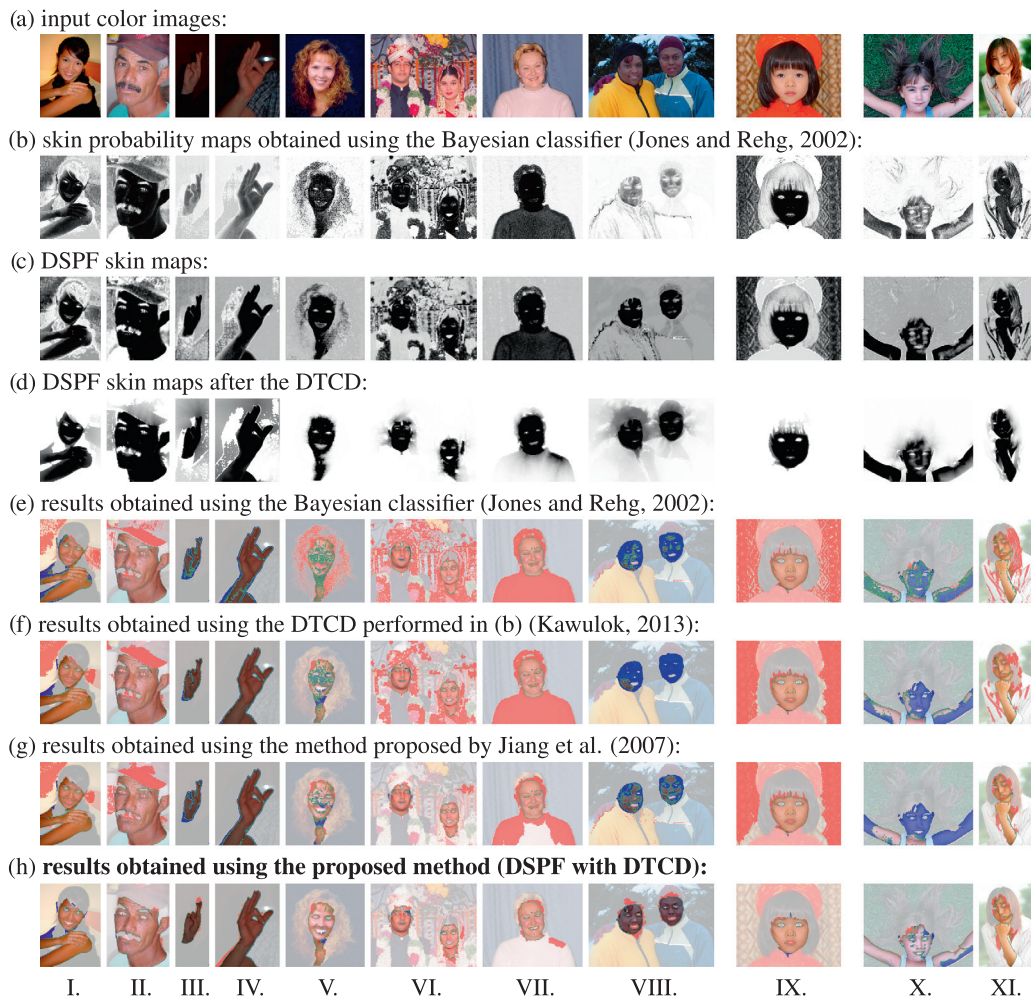 (a) input color images:
(b) skin probability maps obtained using the Bayesian classifier (Jones and Rehg, 2002):
(c) DSPF skin maps:
(d) DSPF skin maps after the DTCD:
(e) results obtained using the Bayesian classifier (Jones and Rehg, 2002):
(f) results obtained using the DTCD performed in (b) (Kawulok, 2013):
(g) results obtained using the method proposed by Jiang et al. (2007):
(h) results obtained using the proposed method (DSPF with DTCD):
I. II. III. IV. V. VI. VII. VIII. IX. X. XI.